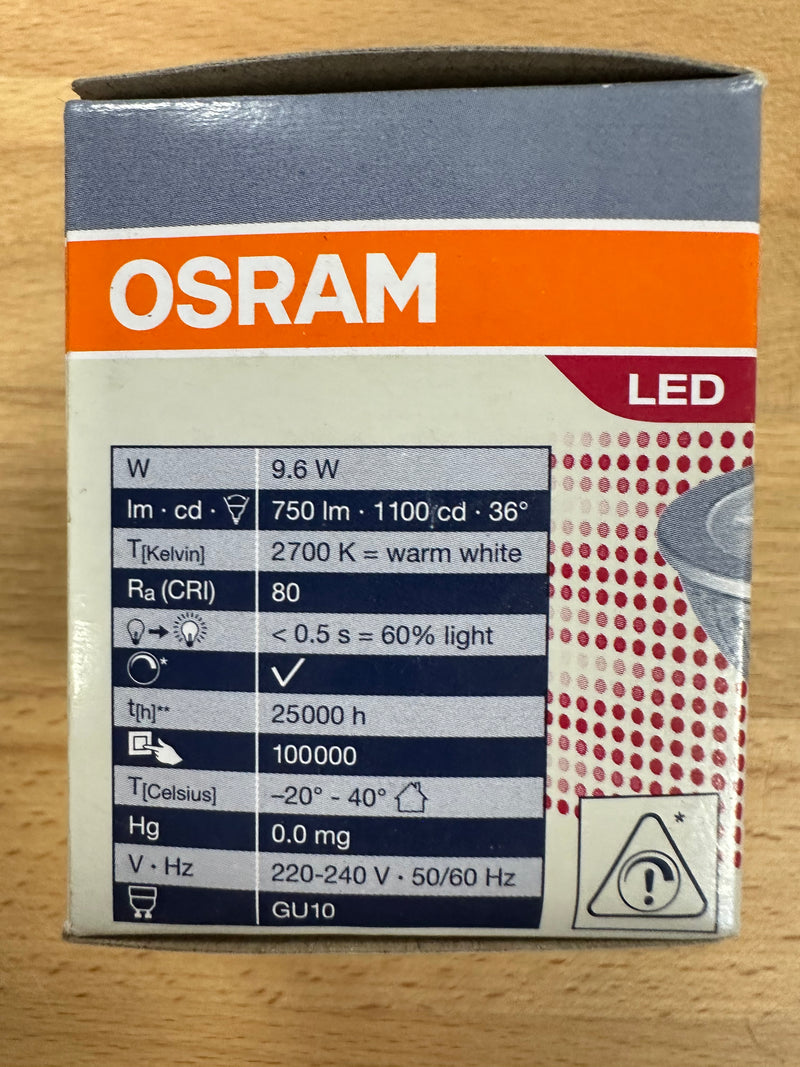 OSRAM
LED
W 9.6 W
lm · cd · 750 lm · 1100 cd · 36°
T[Kelvin] 2700 K = warm white
Ra (CRI) 80
< 0.5 s = 60% light
*
t[h]** 25000 h
100000
T[Celsius] –20° - 40°
Hg 0.0 mg
V · Hz 220-240 V · 50/60 Hz
GU10
*